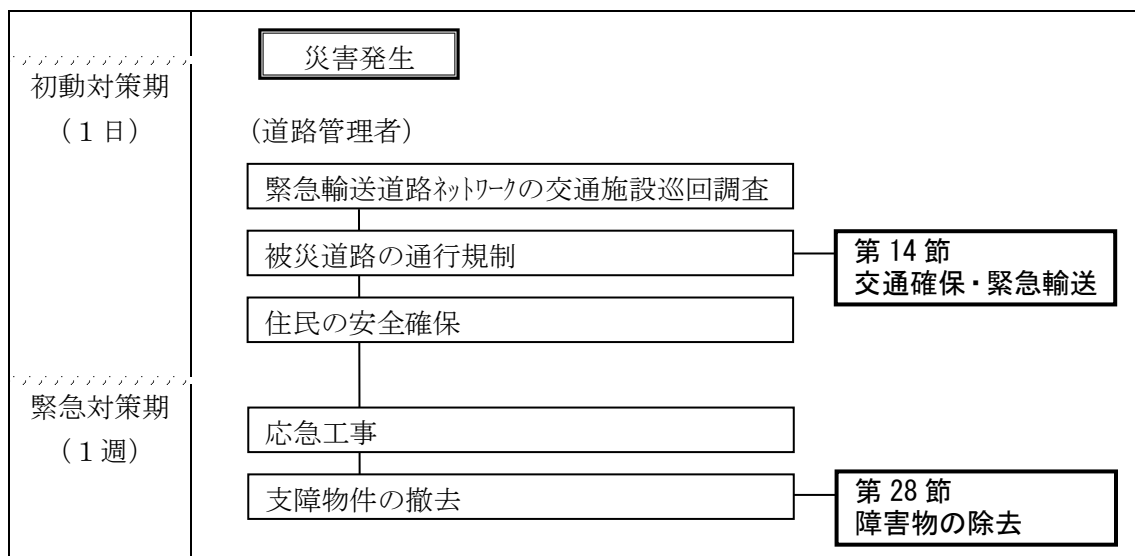 災害発生
初動対策期
（１日）
(道路管理者)
緊急輸送道路ﾈｯﾄﾜｰｸの交通施設巡回調査
被災道路の通行規制
第 14 節
交通確保・緊急輸送
住民の安全確保
緊急対策期
（１週）
応急工事
支障物件の撤去
第 28 節
障害物の除去